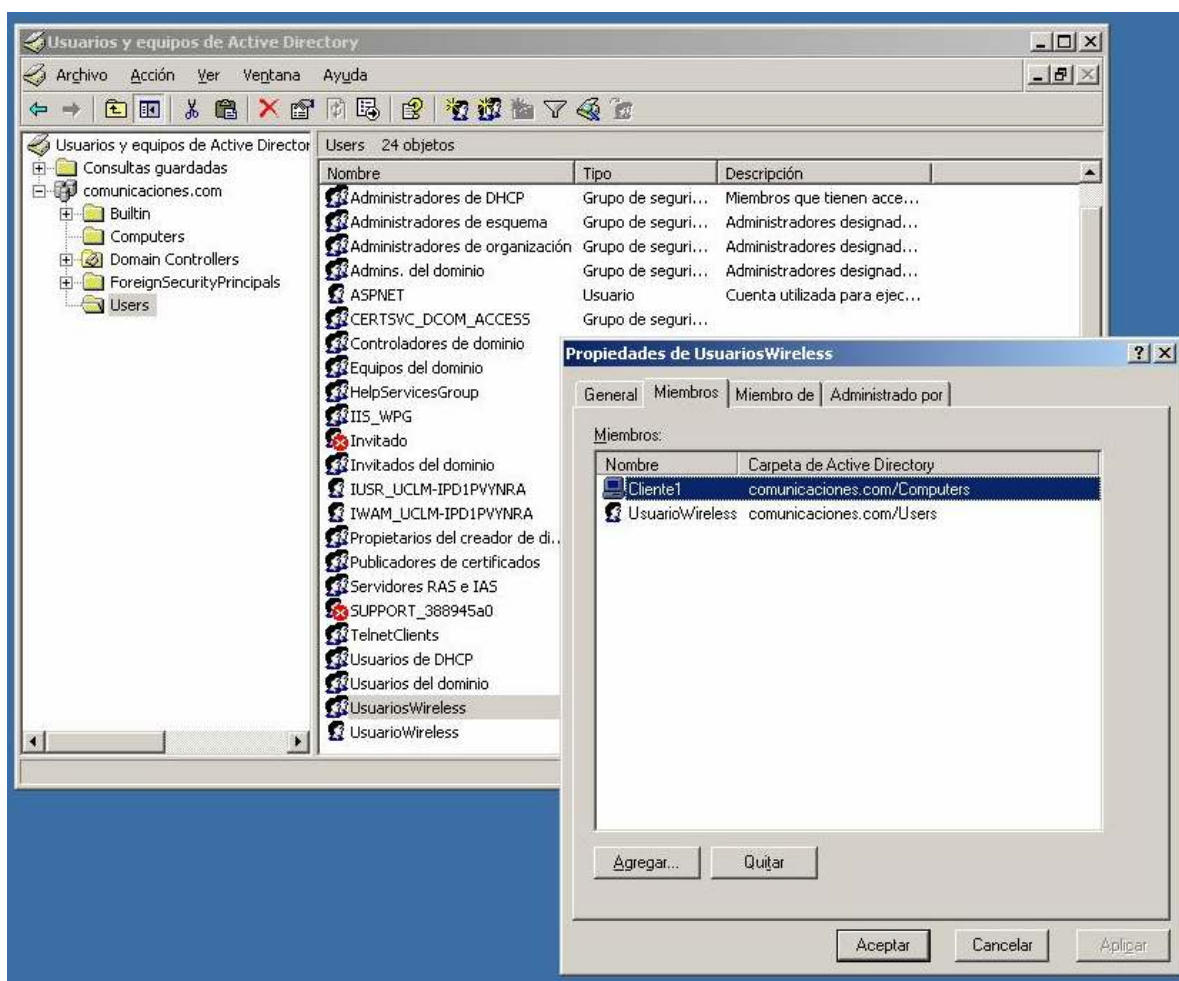 Usuarios y equipos de Active Directory
Archivo Acción Ver Ventana Ayuda
Usuarios y equipos de Active Director
Consultas guardadas
comunicaciones.com
Builtin
Computers
Domain Controllers
ForeignSecurityPrincipals
Users
Users 24 objetos
Nombre Tipo Descripción
Administradores de DHCP Grupo de seguri... Miembros que tienen acce...
Administradores de esquema Grupo de seguri... Administradores designad...
Administradores de organización Grupo de seguri... Administradores designad...
Admins. del dominio Grupo de seguri... Administradores designad...
ASPNET Usuario Cuenta utilizada para ejec...
CERTSVC_DCOM_ACCESS Grupo de seguri...
Controladores de dominio
Equipos del dominio
HelpServicesGroup
IIS_WPG
Invitado
Invitados del dominio
IUSR_UCLM-IPD1PVYNRA
IWAM_UCLM-IPD1PVYNRA
Propietarios del creador de di...
Publicadores de certificados
Servidores RAS e IAS
SUPPORT_388945a0
TelnetClients
Usuarios de DHCP
Usuarios del dominio
UsuariosWireless
UsuarioWireless
Propiedades de UsuariosWireless
General Miembros Miembro de Administrado por
Miembros:
Nombre Carpeta de Active Directory
Cliente1 comunicaciones.com/Computers
UsuarioWireless comunicaciones.com/Users
Agregar... Quitar
Aceptar Cancelar Aplicar